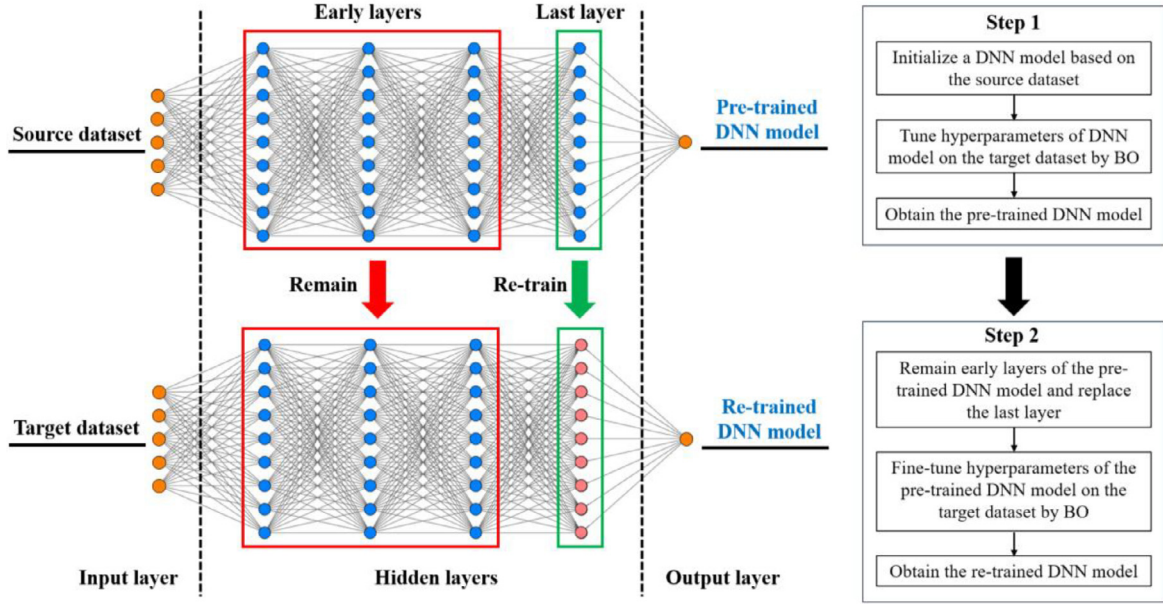 Early layers
Last layer
Source dataset
Pre-trained
DNN model
Remain
Re-train
Target dataset
Re-trained
DNN model
Input layer
Hidden layers
Output layer
Step 1
Initialize a DNN model based on
the source dataset
Tune hyperparameters of DNN
model on the target dataset by BO
Obtain the pre-trained DNN model
Step 2
Remain early layers of the pre-
trained DNN model and replace
the last layer
Fine-tune hyperparameters of the
pre-trained DNN model on the
target dataset by BO
Obtain the re-trained DNN model